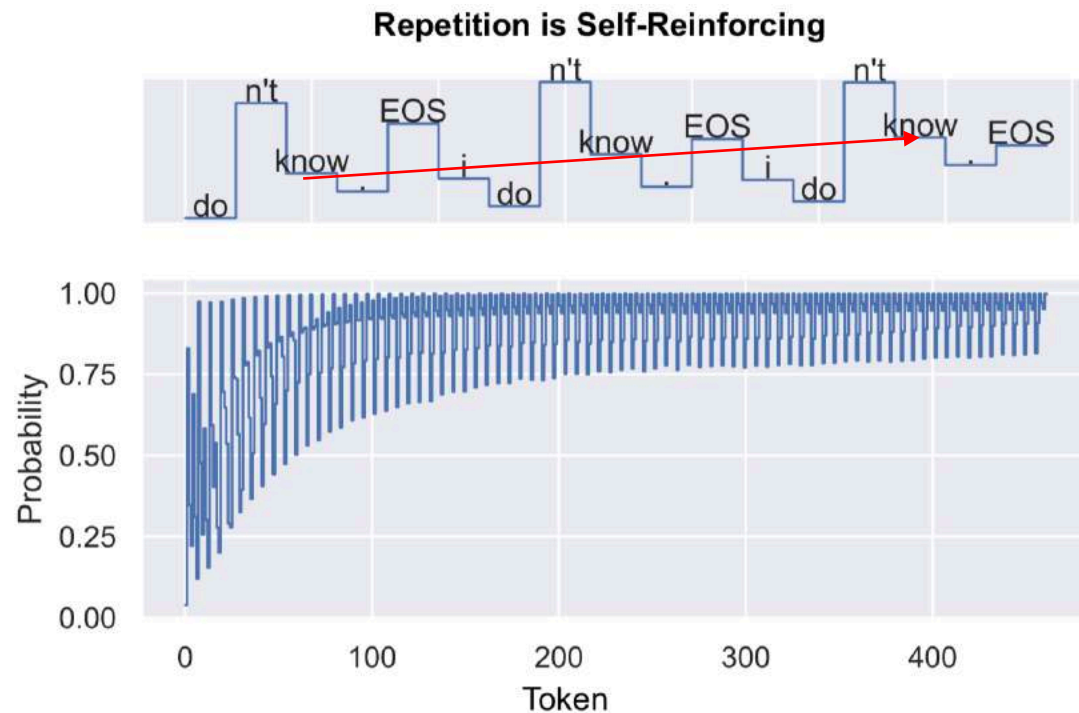 Repetition is Self-Reinforcing
do n't know . EOS i do n't know . EOS i do n't know . EOS
1.00
0.75
0.50
0.25
0.00
Probability
0 100 200 300 400
Token